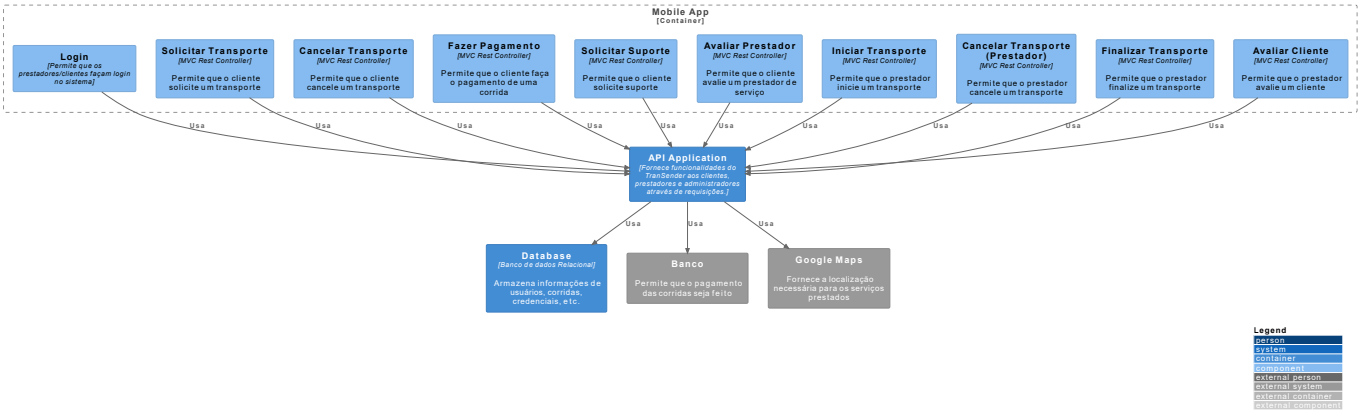 Mobile App
[Container]
Login
[Permite que os
prestadores/clientes façam login
no sistema]
Solicitar Transporte
[MVC Rest Controller]
Permite que o cliente
solicite um transporte
Cancelar Transporte
[MVC Rest Controller]
Permite que o cliente
cancele um transporte
Fazer Pagamento
[MVC Rest Controller]
Permite que o cliente faça
o pagamento de uma
corrida
Solicitar Suporte
[MVC Rest Controller]
Permite que o cliente
solicite suporte
Avaliar Prestador
[MVC Rest Controller]
Permite que o cliente
avalie um prestador de
serviço
Iniciar Transporte
[MVC Rest Controller]
Permite que o prestador
inicie um transporte
Cancelar Transporte
(Prestador)
[MVC Rest Controller]
Permite que o prestador
cancele um transporte
Finalizar Transporte
[MVC Rest Controller]
Permite que o prestador
finalize um transporte
Avaliar Cliente
[MVC Rest Controller]
Permite que o prestador
avalie um cliente
Usa
Usa
Usa
Usa
Usa
Usa
Usa
Usa
Usa
Usa
API Application
[Fornece funcionalidades do
TranSender aos clientes,
prestadores e administradores
através de requisições.]
Usa
Usa
Usa
Database
[Banco de dados Relacional]
Armazena informações de
usuários, corridas,
credenciais, etc.
Banco
Permite que o pagamento
das corridas seja feito
Google Maps
Fornece a localização
necessária para os serviços
prestados
Legend
person
system
container
component
external person
external system
external container
external component